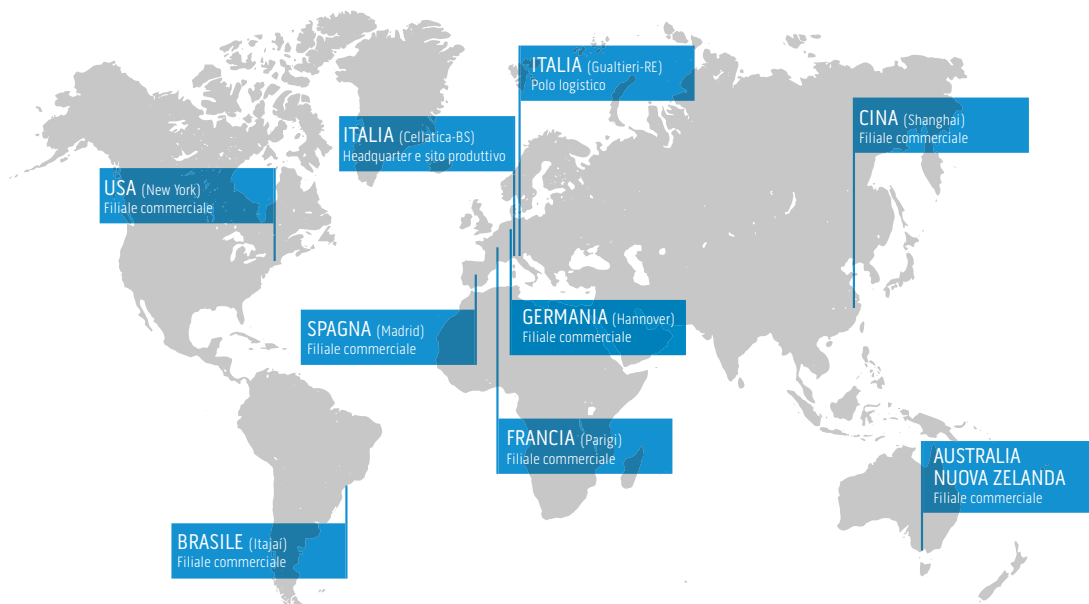 ITALIA (Gualtieri-RE)
Polo logistico
CINA (Shanghai)
Filiale commerciale
ITALIA (Cellatica-BS)
Headquarter e sito produttivo
USA (New York)
Filiale commerciale
SPAGNA (Madrid)
Filiale commerciale
GERMANIA (Hannover)
Filiale commerciale
FRANCIA (Parigi)
Filiale commerciale
AUSTRALIA
NUOVA ZELANDA
Filiale commerciale
BRASILE (Itajaí)
Filiale commerciale